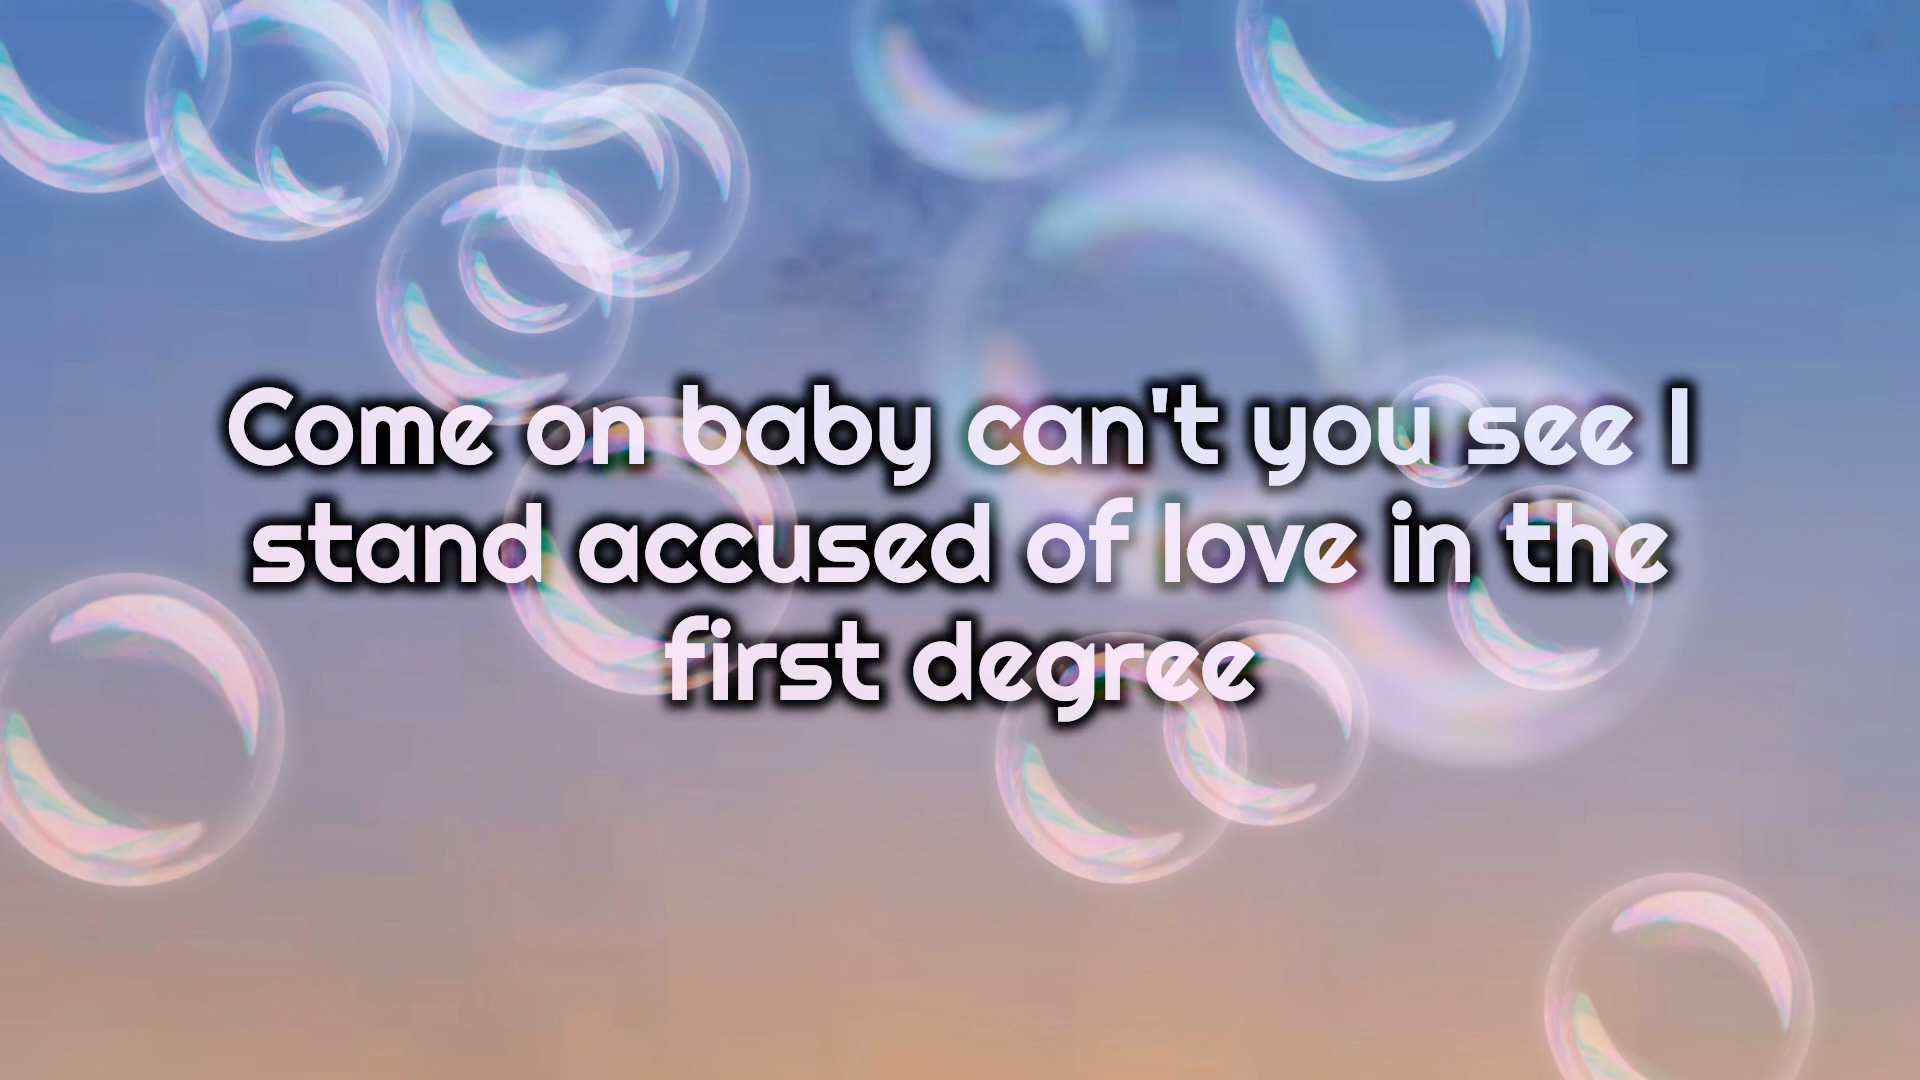 Come on baby can't you see I
stand accused of love in the
first degree